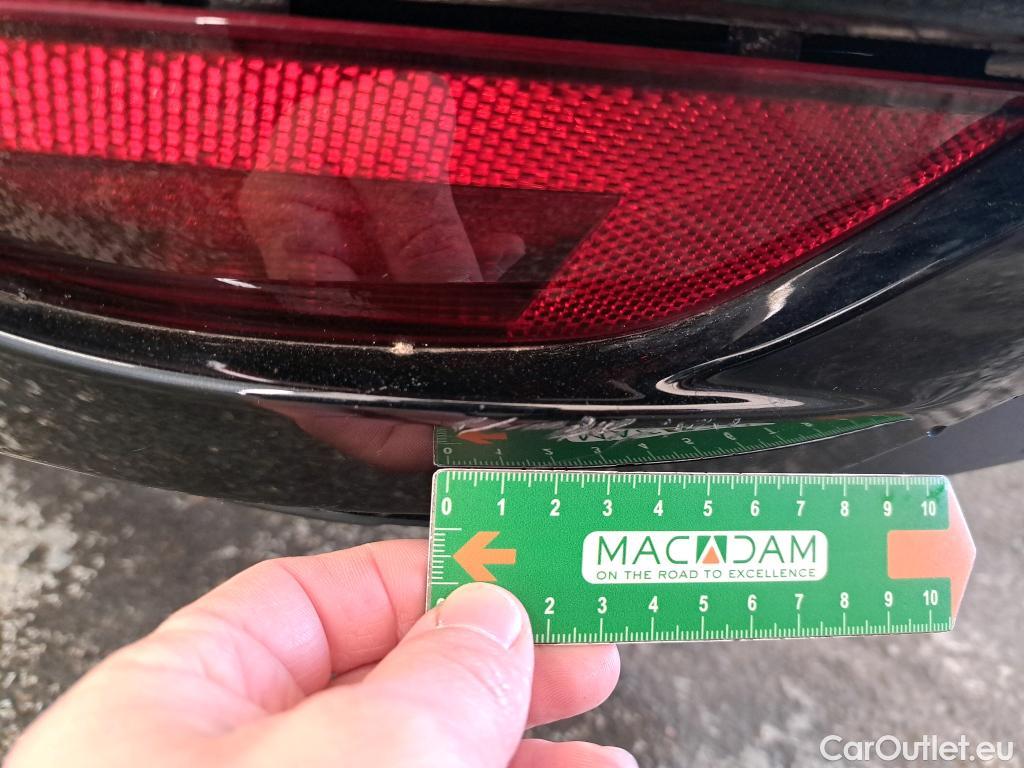 0 1 2 3 4 5 6 7 8 9 10
MACADAM
ON THE ROAD TO EXCELLENCE
2 3 4 5 6 7 8 9 10
CarOutlet.eu